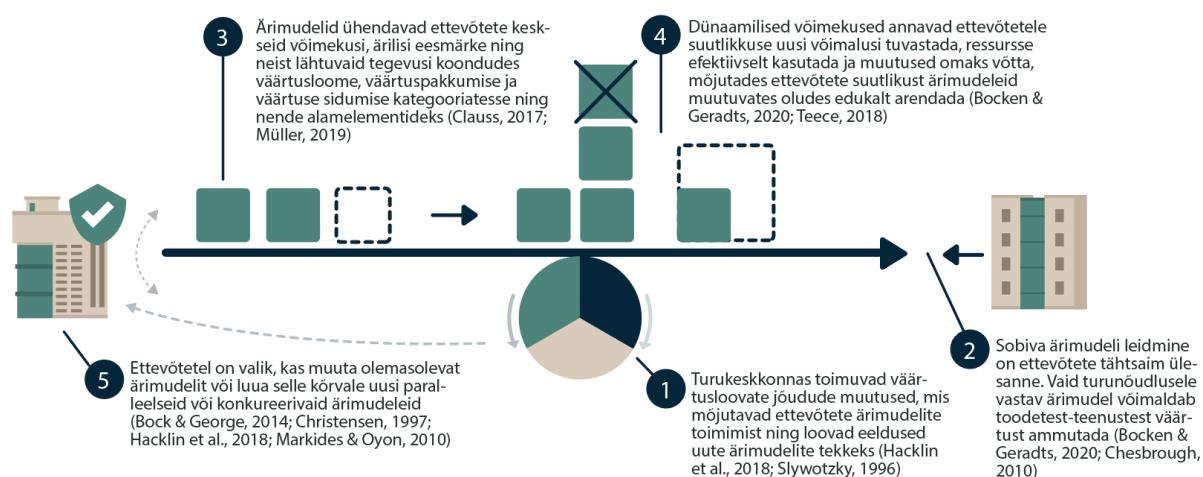 3
Ärimudelid ühendavad ettevõtete kesk-
seid võimekusi, ärilisi eesmärke ning
neist lähtuvaid tegevusi koondudes
väärtusloome, väärtuspakkumise ja
väärtuse sidumise kategooriatesse ning
nende alamelementideks (Clauss, 2017;
Müller, 2019)
4
Dünaamilised võimekused annavad ettevõtetele
suutlikkuse uusi võimalusi tuvastada, ressursse
efektiivselt kasutada ja muutused omaks võtta,
mõjutades ettevõtete suutlikust ärimudeleid
muutuvates oludes edukalt arendada (Bocken &
Geradts, 2020; Teece, 2018)
5
Ettevõtetel on valik, kas muuta olemasolevat
ärimudelit või luua selle kõrvale uusi paral-
leelseid või konkureerivaid ärimudeleid
(Bock & George, 2014; Christensen, 1997;
Hacklin et al., 2018; Markides & Oyon, 2010)
1
Turukeskkonnas toimuvad väär-
tusloovate jõudude muutused, mis
mõjutavad ettevõtete ärimudelite
toimimist ning loovad eeldused
uute ärimudelite tekkeks (Hacklin
et al., 2018; Slywotzky, 1996)
2
Sobiva ärimudeli leidmine
on ettevõtete tähtsaim üle-
sanne. Vaid turunõudlusele
vastav ärimudel võimaldab
toodetest-teenustest väär-
tust ammutada (Bocken &
Geradts, 2020; Chesbrough,
2010)